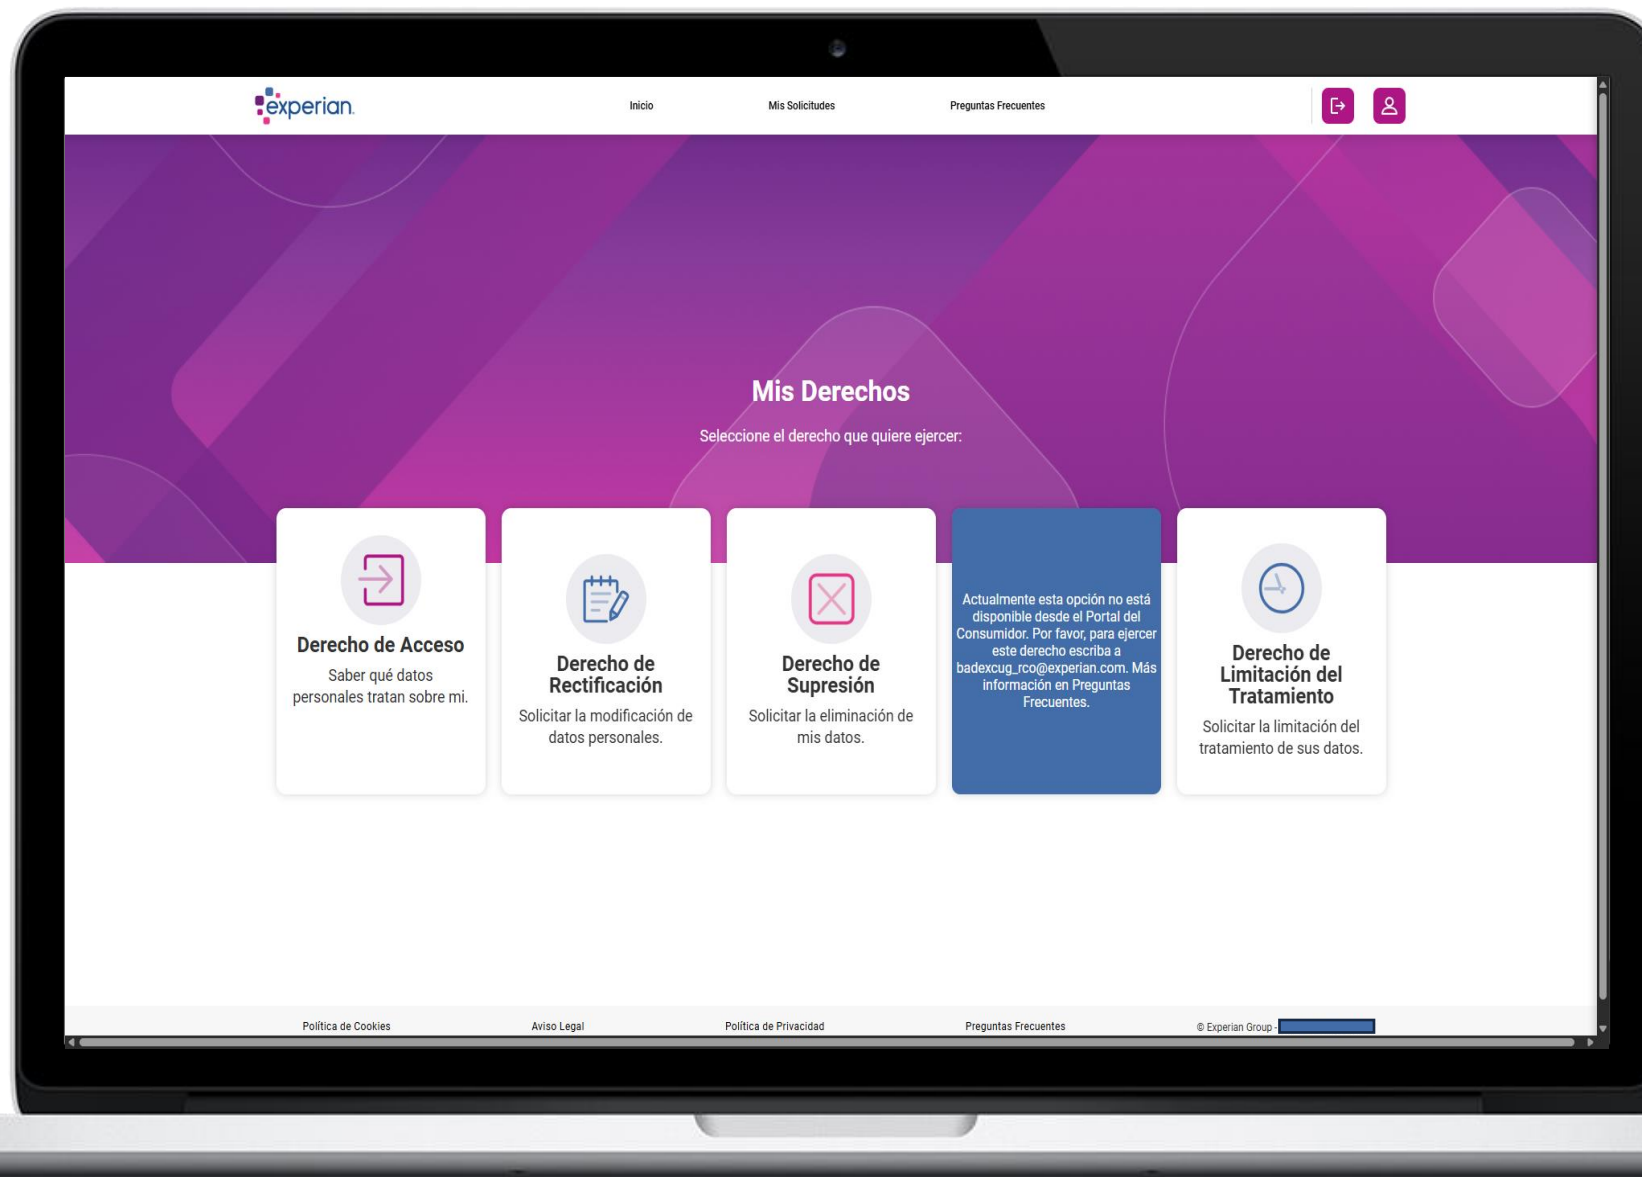 experian.
Inicio
Mis Solicitudes
Preguntas Frecuentes
Mis Derechos
Seleccione el derecho que quiere ejercer:
Derecho de Acceso
Saber qué datos
personales tratan sobre mi.
Derecho de
Rectificación
Solicitar la modificación de
datos personales.
Derecho de
Supresión
Solicitar la eliminación de
mis datos.
Actualmente esta opción no está
disponible desde el Portal del
Consumidor. Por favor, para ejercer
este derecho escriba a
badexcug_rco@experian.com. Más
información en Preguntas
Frecuentes.
Derecho de
Limitación del
Tratamiento
Solicitar la limitación del
tratamiento de sus datos.
Política de Cookies
Aviso Legal
Política de Privacidad
Preguntas Frecuentes
© Experian Group -